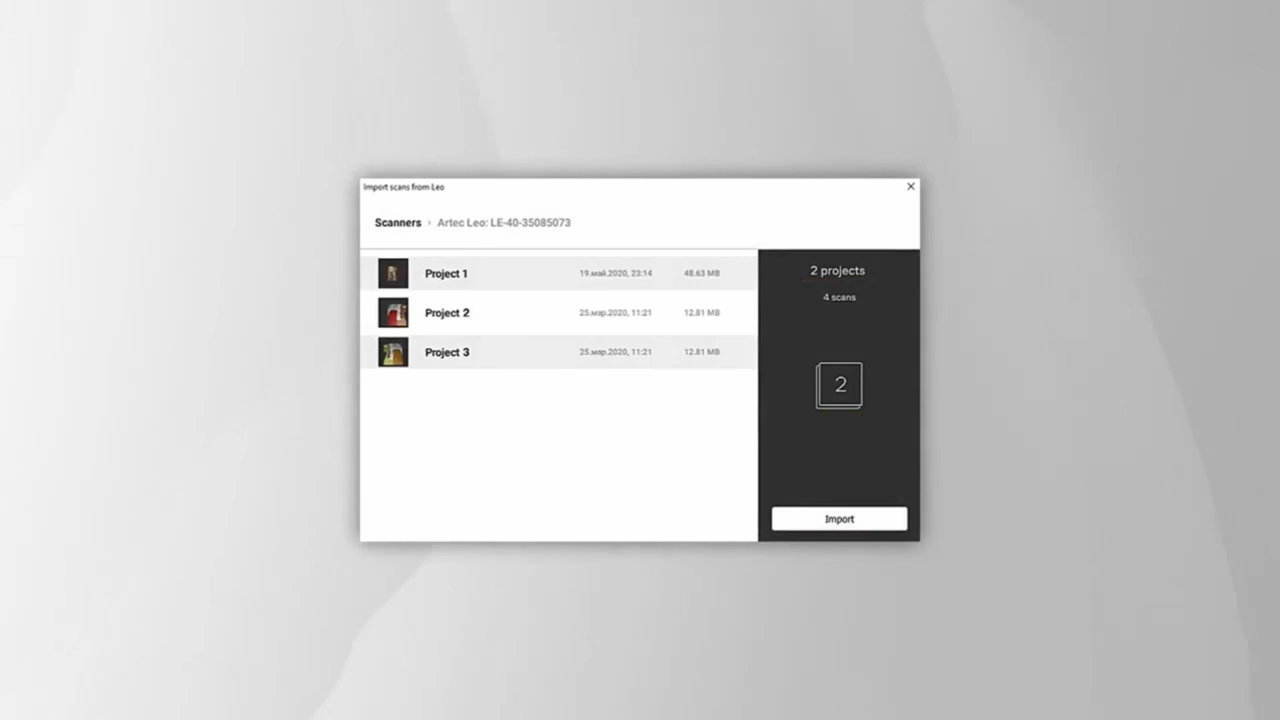 Import scans from Leo
Scanners › Artec Leo: LE-40-35085073
Project 1 19.май.2020, 23:14 48.63 MB
Project 2 25.мар.2020, 11:21 12.81 MB
Project 3 25.мар.2020, 11:21 12.81 MB
2 projects
4 scans
2
Import